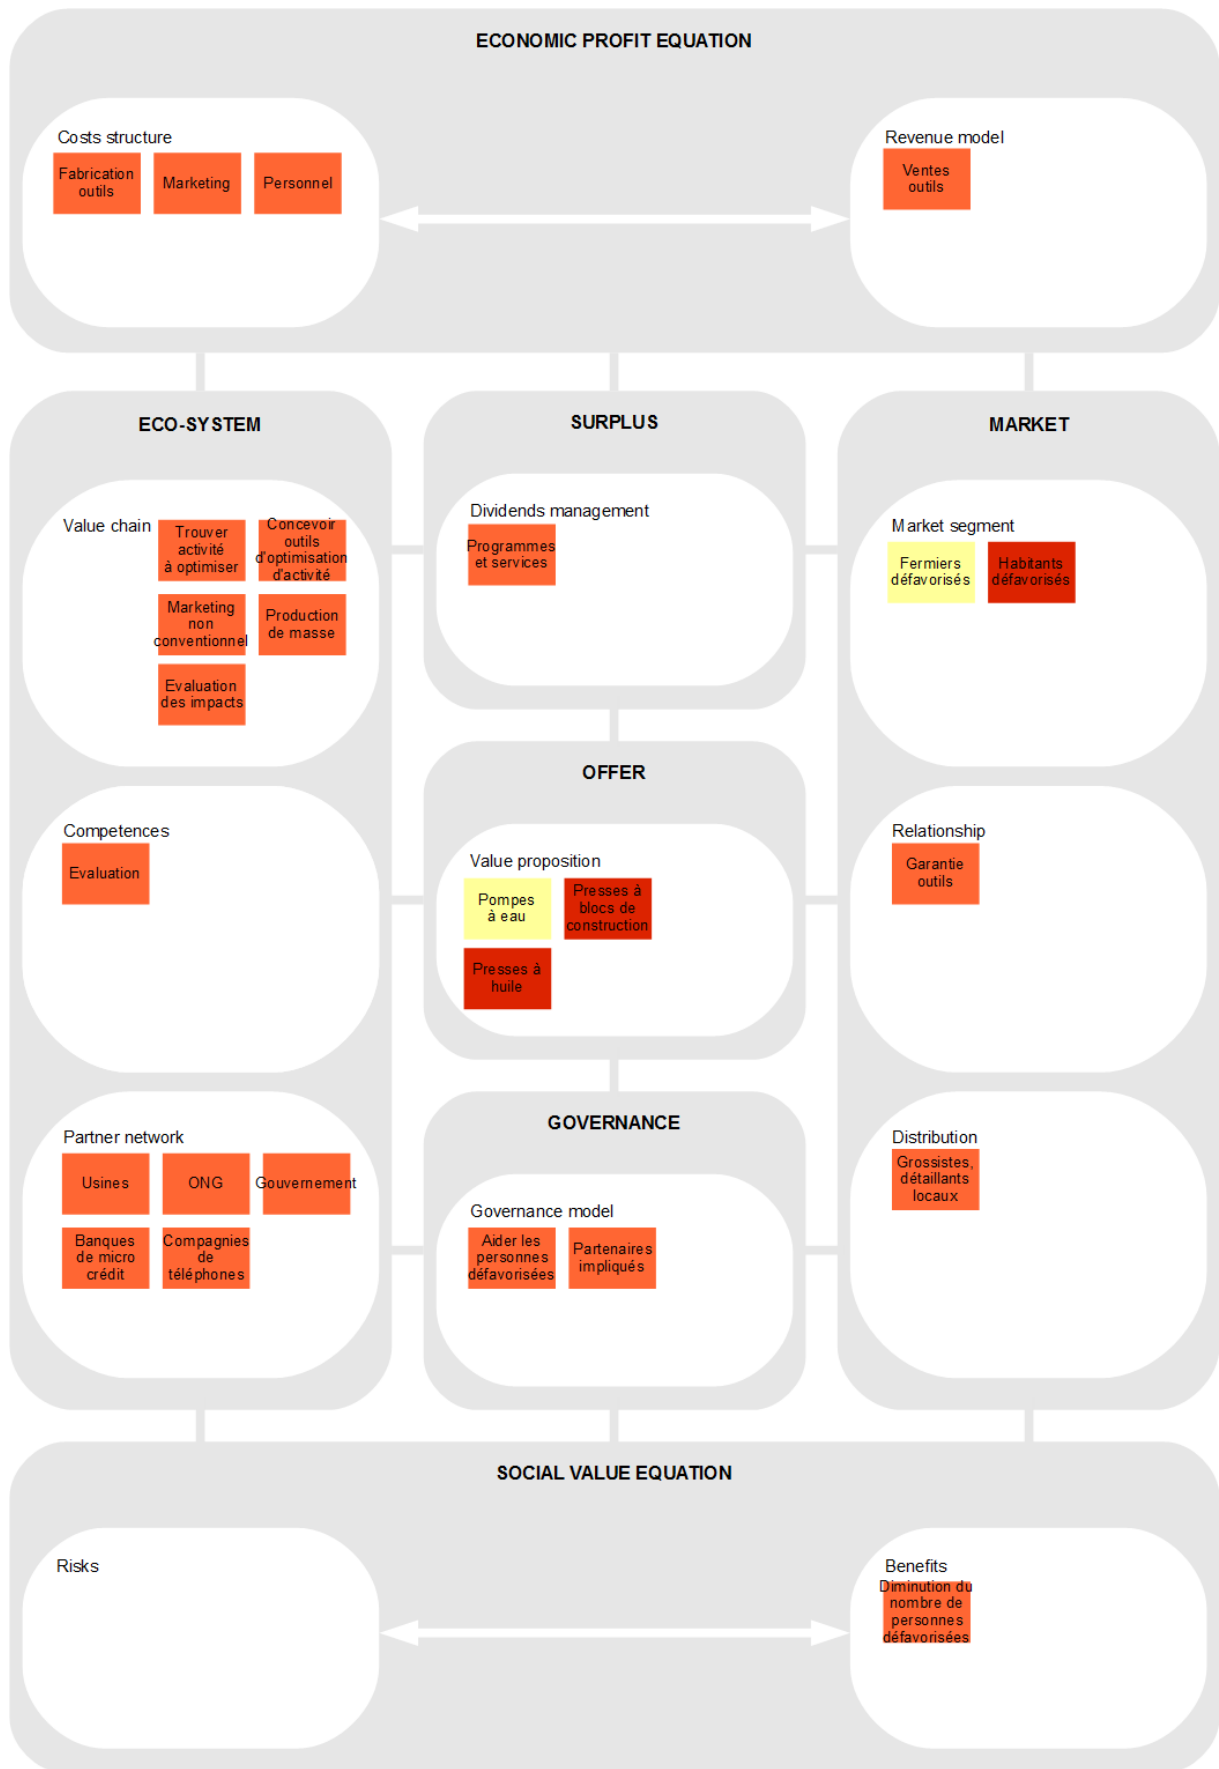 ECONOMIC PROFIT EQUATION
Costs structure
Fabrication
outils
Marketing
Personnel
Revenue model
Ventes
outils
ECO-SYSTEM
Value chain
Trouver
activité
à optimiser
Concevoir
outils
d'optimisation
d'activité
Marketing
non
conventionnel
Production
de masse
Evaluation
des impacts
Competences
Evaluation
Partner network
Usines
ONG
Gouvernement
Banques
de micro
crédit
Compagnies
de
téléphones
SURPLUS
Dividends management
Programmes
et services
OFFER
Value proposition
Pompes
à eau
Presses à
blocs de
construction
Presses à
huile
GOVERNANCE
Governance model
Aider les
personnes
défavorisées
Partenaires
impliqués
MARKET
Market segment
Fermiers
défavorisés
Habitants
défavorisés
Relationship
Garantie
outils
Distribution
Grossistes,
détaillants
locaux
SOCIAL VALUE EQUATION
Risks
Benefits
Diminution du
nombre de
personnes
défavorisées